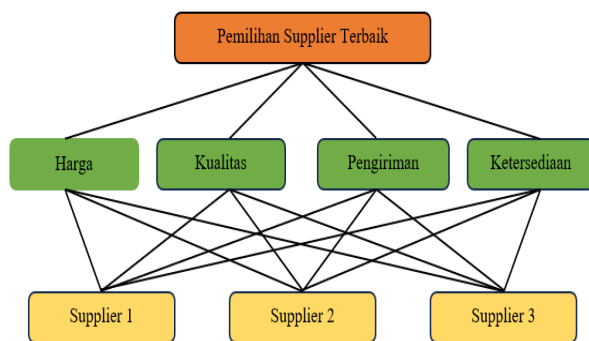 Pemilihan Supplier Terbaik
Harga
Kualitas
Pengiriman
Ketersediaan
Supplier 1
Supplier 2
Supplier 3